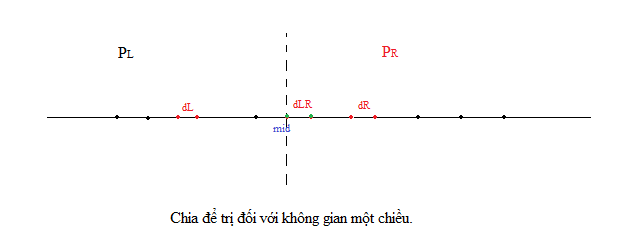 PL
PR
dL
dLR
dR
mid
Chia để trị đối với không gian một chiều.